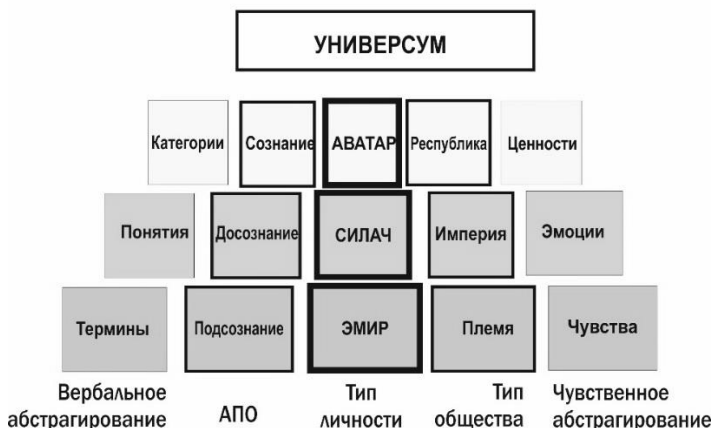 УНИВЕРСУМ
Категории Сознание АВАТАР Республика Ценности
Понятия Досознание СИЛАЧ Империя Эмоции
Термины Подсознание ЭМИР Племя Чувства
Вербальное Тип Тип Чувственное
абстрагирование АПО личности общества абстрагирование